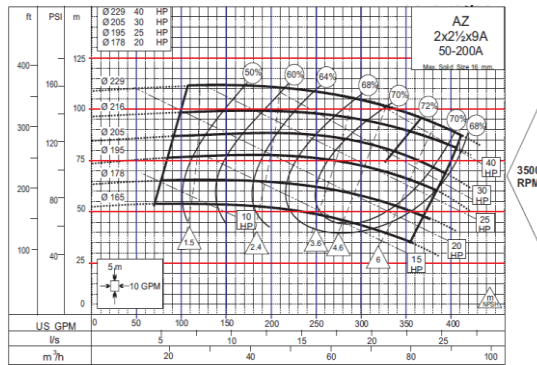 ft PSI m
Ø 229 40 HP
Ø 205 30 HP
Ø 195 25 HP
Ø 178 20 HP
AZ
2x2½x9A
50-200A
Max. Solid Size 16 mm.
400
300
200
100
160
120
80
40
125
100
75
50
25
0
Ø 229
Ø 216
Ø 205
Ø 195
Ø 178
Ø 165
50%
60%
64%
68%
70%
72%
70%
68%
40 HP
30 HP
25 HP
20 HP
15 HP
10 HP
1.5
2.4
3.6
4.6
6
m
NPSH
3500
RPM
5 m
10 GPM
US GPM 0 50 100 150 200 250 300 350 400
l/s 5 10 15 20 25
m³/h 20 40 60 80 100